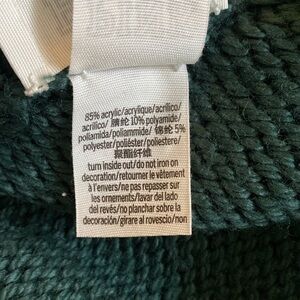 85% acrylic/acrylique/acrílico/
acrilico/ 腈纶 10% polyamide/
poliamida/poliammide/ 锦纶 5%
polyester/poliéster/poliestere/
聚酯纤维
turn inside out/do not iron on
decoration/retourner le vêtement
à l'envers/ne pas repasser sur
les ornements/lavar del lado
del revés/no planchar sobre la
decoración/girare al rovescio/non